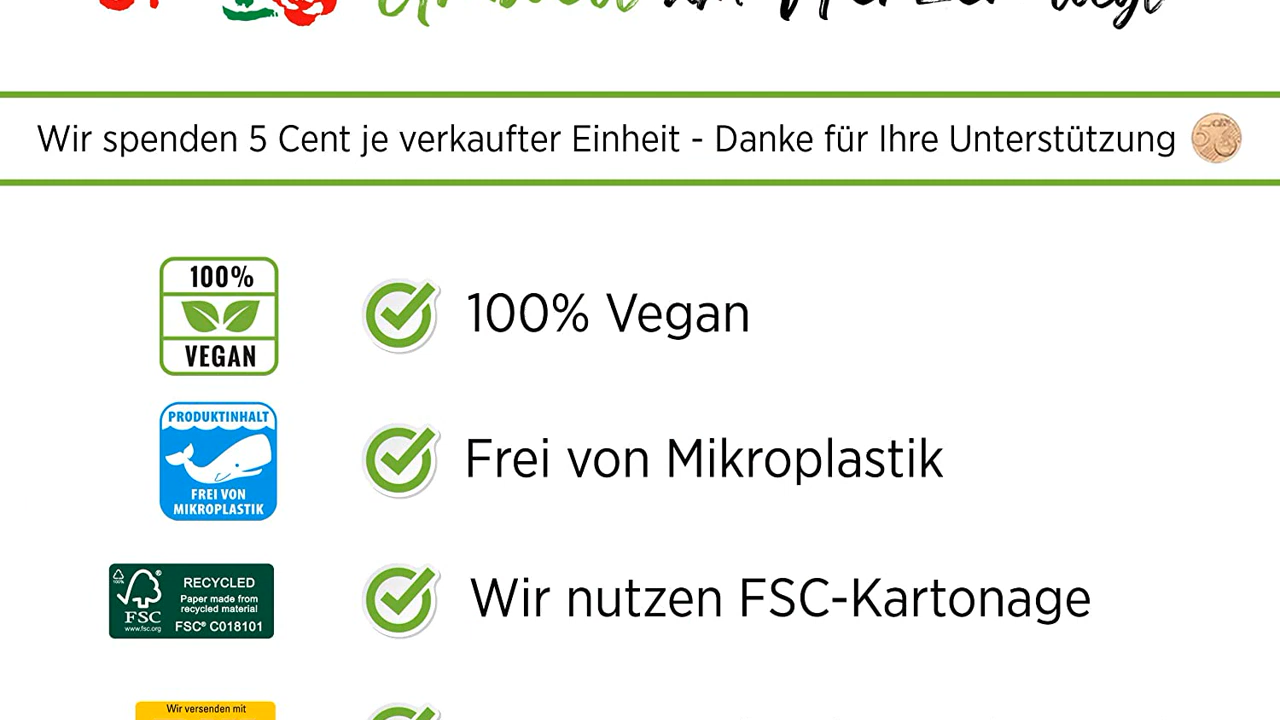 Wir spenden 5 Cent je verkaufter Einheit - Danke für Ihre Unterstützung
100%
VEGAN
100% Vegan
PRODUKTINHALT
FREI VON
MIKROPLASTIK
Frei von Mikroplastik
100%
FSC
www.fsc.org
RECYCLED
Paper made from
recycled material
FSC® C018101
Wir nutzen FSC-Kartonage
Wir versenden mit